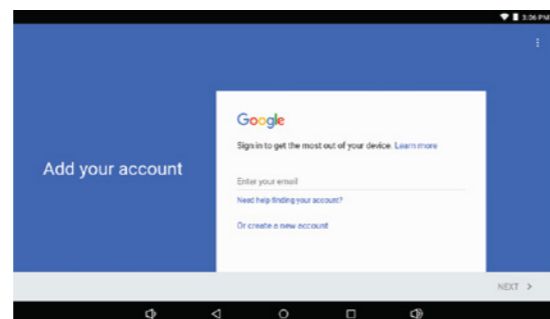 3:06 PM
Google
Sign in to get the most out of your device. Learn more
Add your account
Enter your email
Need help finding your account?
Or create a new account
NEXT